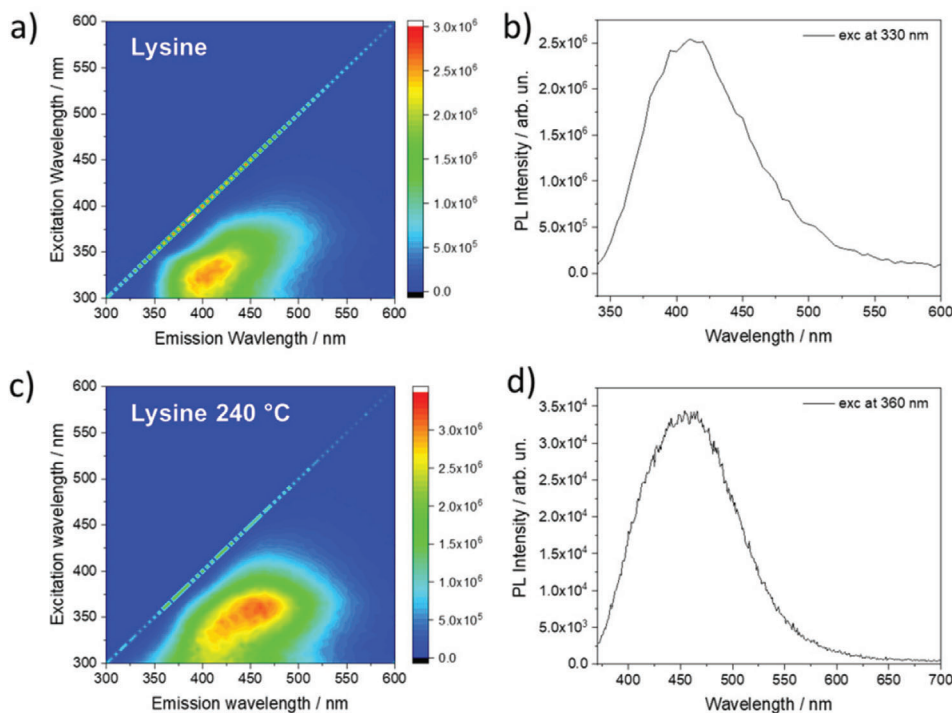 a)
Lysine
Excitation Wavelength / nm
600
550
500
450
400
350
300
300 350 400 450 500 550 600
Emission Wavlength / nm
3.0x10⁶
2.5x10⁶
2.0x10⁶
1.5x10⁶
1.0x10⁶
5.0x10⁵
0.0
b)
exc at 330 nm
PL Intensity / arb. un.
2.5x10⁶
2.0x10⁶
1.5x10⁶
1.0x10⁶
5.0x10⁵
0.0
350 400 450 500 550 600
Wavelength / nm
c)
Lysine 240 °C
Excitation wavelength / nm
600
550
500
450
400
350
300
300 350 400 450 500 550 600
Emission wavelength / nm
3.0x10⁶
2.5x10⁶
2.0x10⁶
1.5x10⁶
1.0x10⁶
5.0x10⁵
0.0
d)
exc at 360 nm
PL Intensity / arb. un.
3.5x10⁴
3.0x10⁴
2.5x10⁴
2.0x10⁴
1.5x10⁴
1.0x10⁴
5.0x10³
0.0
400 450 500 550 600 650 700
Wavelength / nm